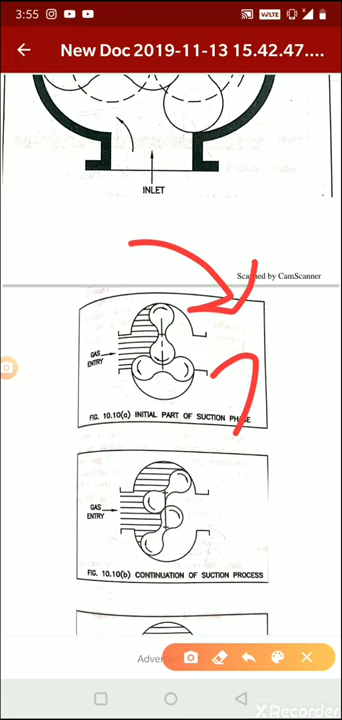 3:55
VoLTE
New Doc 2019-11-13 15.42.47....
INLET
Scanned by CamScanner
GAS
ENTRY
FIG. 10.10(a) INITIAL PART OF SUCTION PHASE
GAS
ENTRY
FIG. 10.10(b) CONTINUATION OF SUCTION PROCESS
Adver
XRecorder